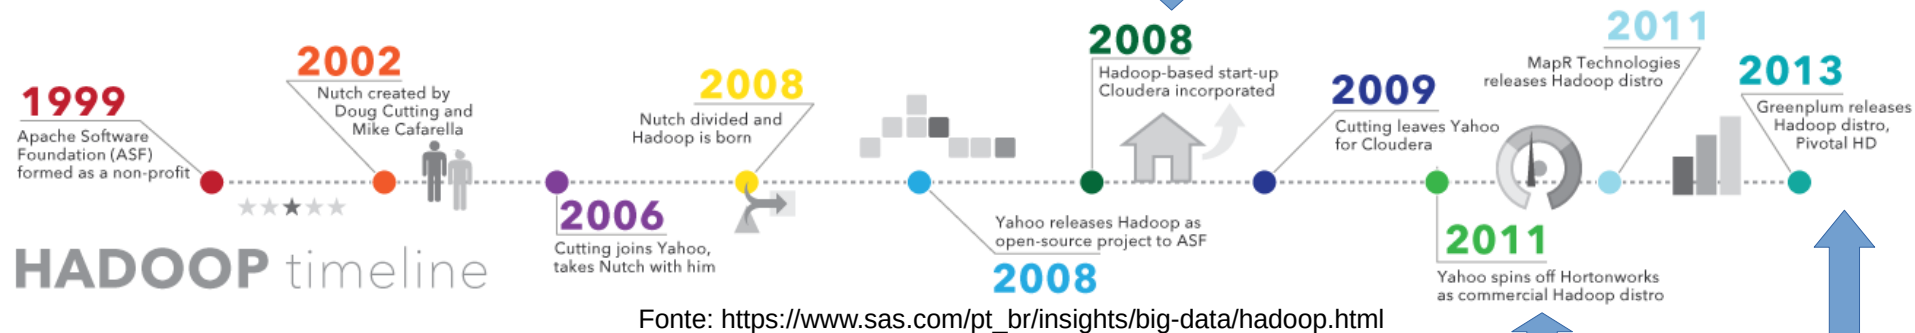 1999
Apache Software
Foundation (ASF)
formed as a non-profit
2002
Nutch created by
Doug Cutting and
Mike Cafarella
2006
Cutting joins Yahoo,
takes Nutch with him
2008
Nutch divided and
Hadoop is born
Yahoo releases Hadoop as
open-source project to ASF
2008
2008
Hadoop-based start-up
Cloudera incorporated
2009
Cutting leaves Yahoo
for Cloudera
2011
Yahoo spins off Hortonworks
as commercial Hadoop distro
2011
MapR Technologies
releases Hadoop distro
2013
Greenplum releases
Hadoop distro,
Pivotal HD
HADOOP timeline
Fonte: https://www.sas.com/pt_br/insights/big-data/hadoop.html